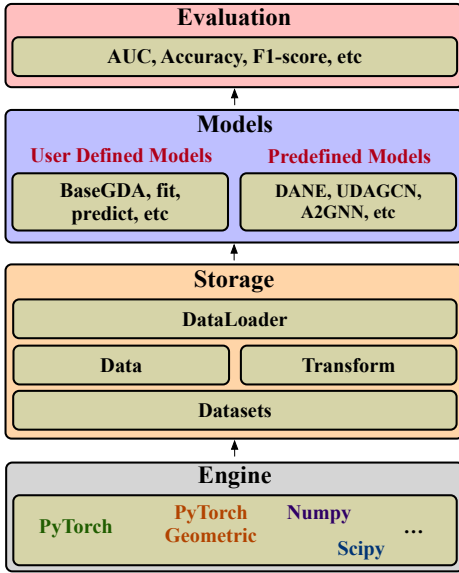 Evaluation
AUC, Accuracy, F1-score, etc
Models
User Defined Models
BaseGDA, fit,
predict, etc
Predefined Models
DANE, UDAGCN,
A2GNN, etc
Storage
DataLoader
Data
Transform
Datasets
Engine
PyTorch
PyTorch
Geometric
Numpy
Scipy
...